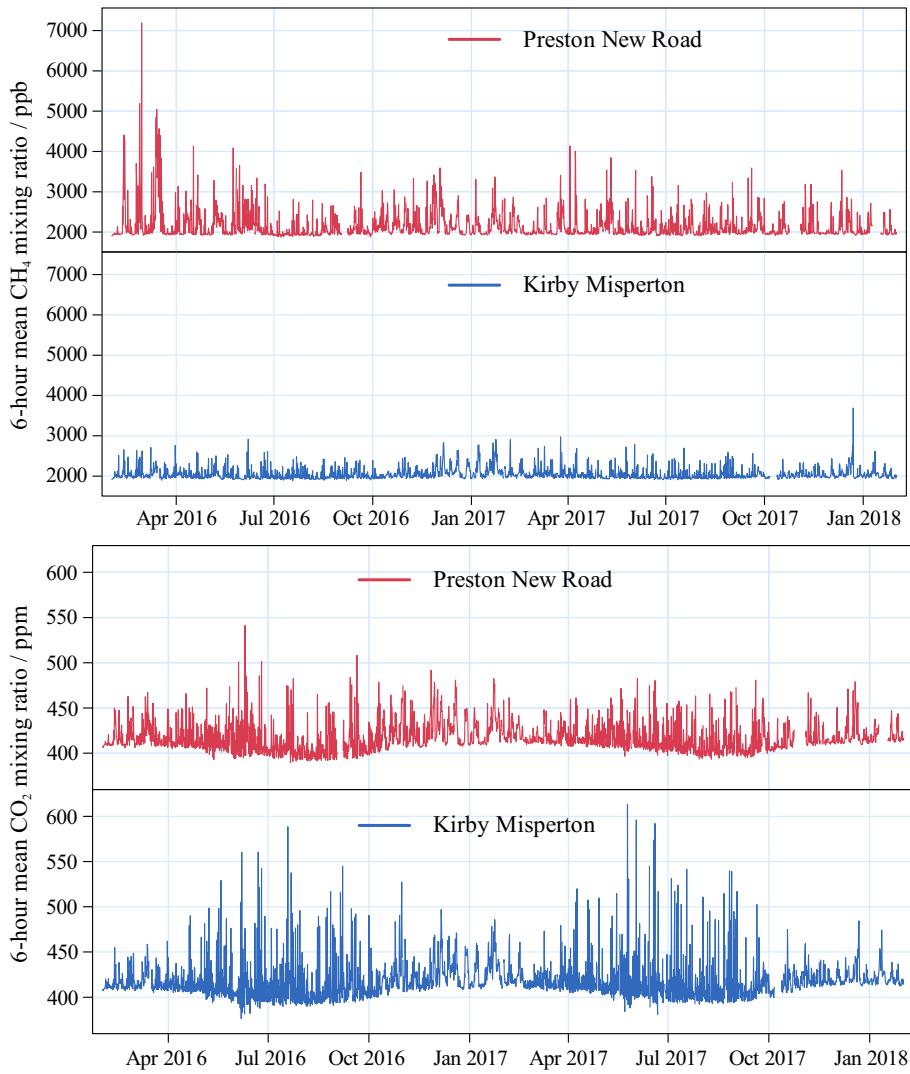 7000
6000
5000
4000
3000
2000
Preston New Road
7000
6000
5000
4000
3000
2000
Kirby Misperton
6-hour mean CH₄ mixing ratio / ppb
Apr 2016 Jul 2016 Oct 2016 Jan 2017 Apr 2017 Jul 2017 Oct 2017 Jan 2018
600
550
500
450
400
Preston New Road
600
550
500
450
400
Kirby Misperton
6-hour mean CO₂ mixing ratio / ppm
Apr 2016 Jul 2016 Oct 2016 Jan 2017 Apr 2017 Jul 2017 Oct 2017 Jan 2018